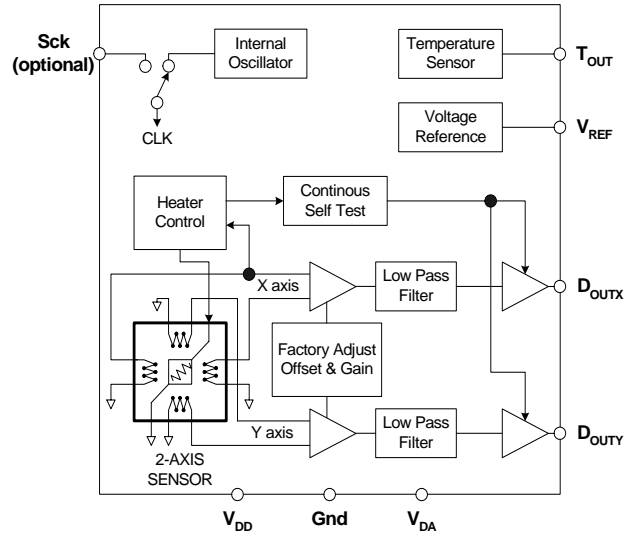 Sck
(optional)
Internal
Oscillator
CLK
Temperature
Sensor
TOUT
Voltage
Reference
VREF
Heater
Control
Continous
Self Test
X axis
Low Pass
Filter
DOUTX
Factory Adjust
Offset & Gain
Y axis
Low Pass
Filter
DOUTY
2-AXIS
SENSOR
VDD
Gnd
VDA